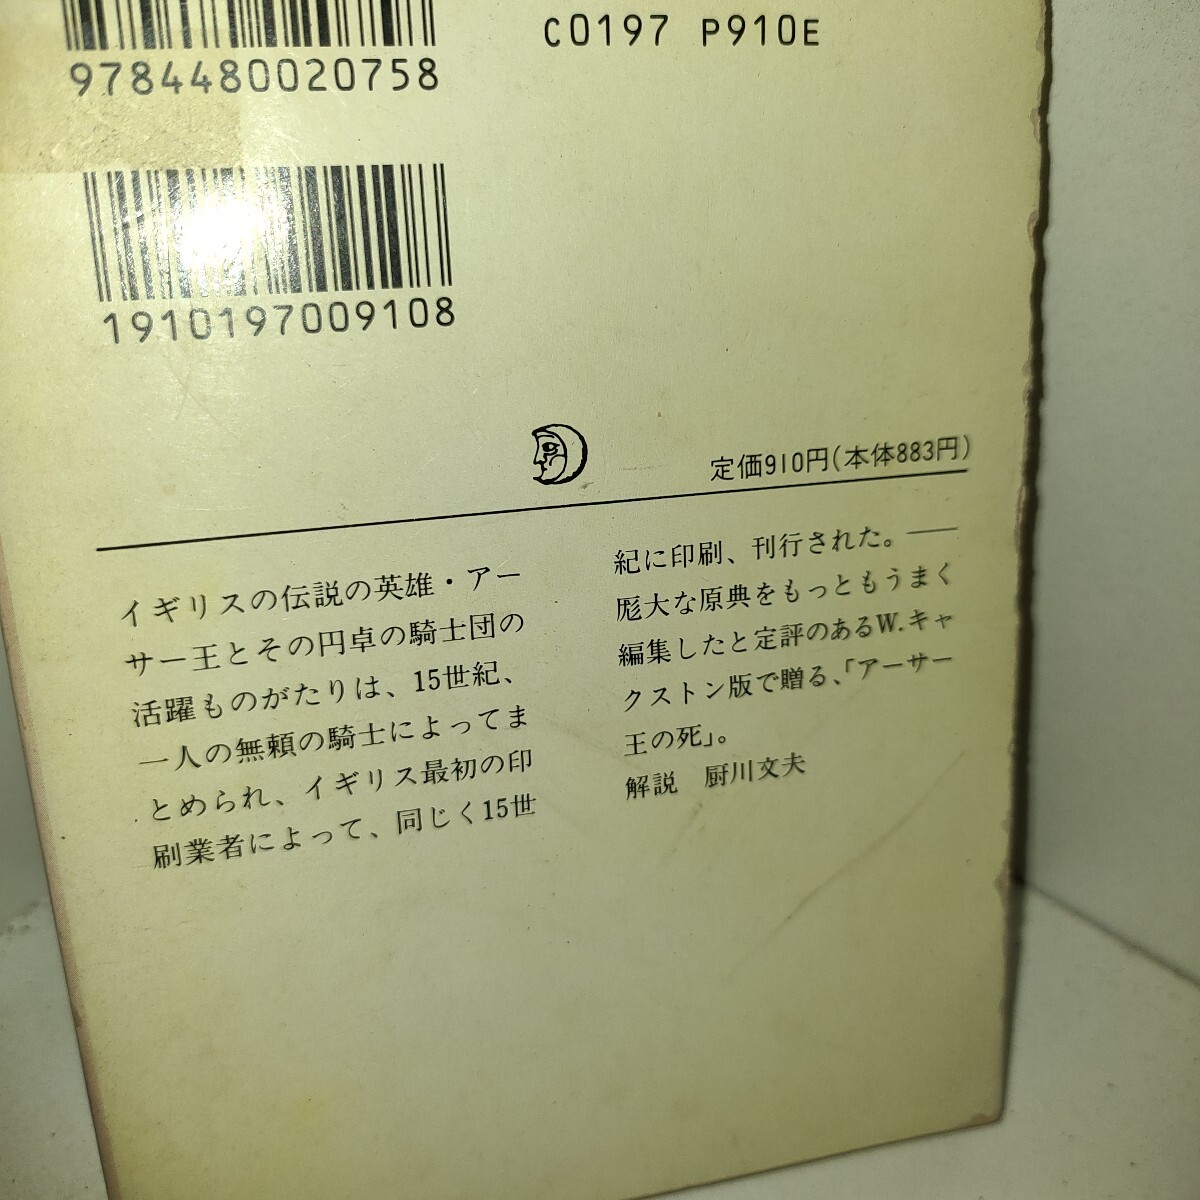 9784480020758
C0197 P910E
1910197009108
定価910円(本体883円)
イギリスの伝説の英雄・アー
サー王とその円卓の騎士団の
活躍ものがたりは、15世紀、
一人の無頼の騎士によってま
とめられ、イギリス最初の印
刷業者によって、同じく15世
紀に印刷、刊行された。──
厖大な原典をもっともうまく
編集したと定評のあるW.キャ
クストン版で贈る、「アーサー
王の死」。
解説 厨川文夫